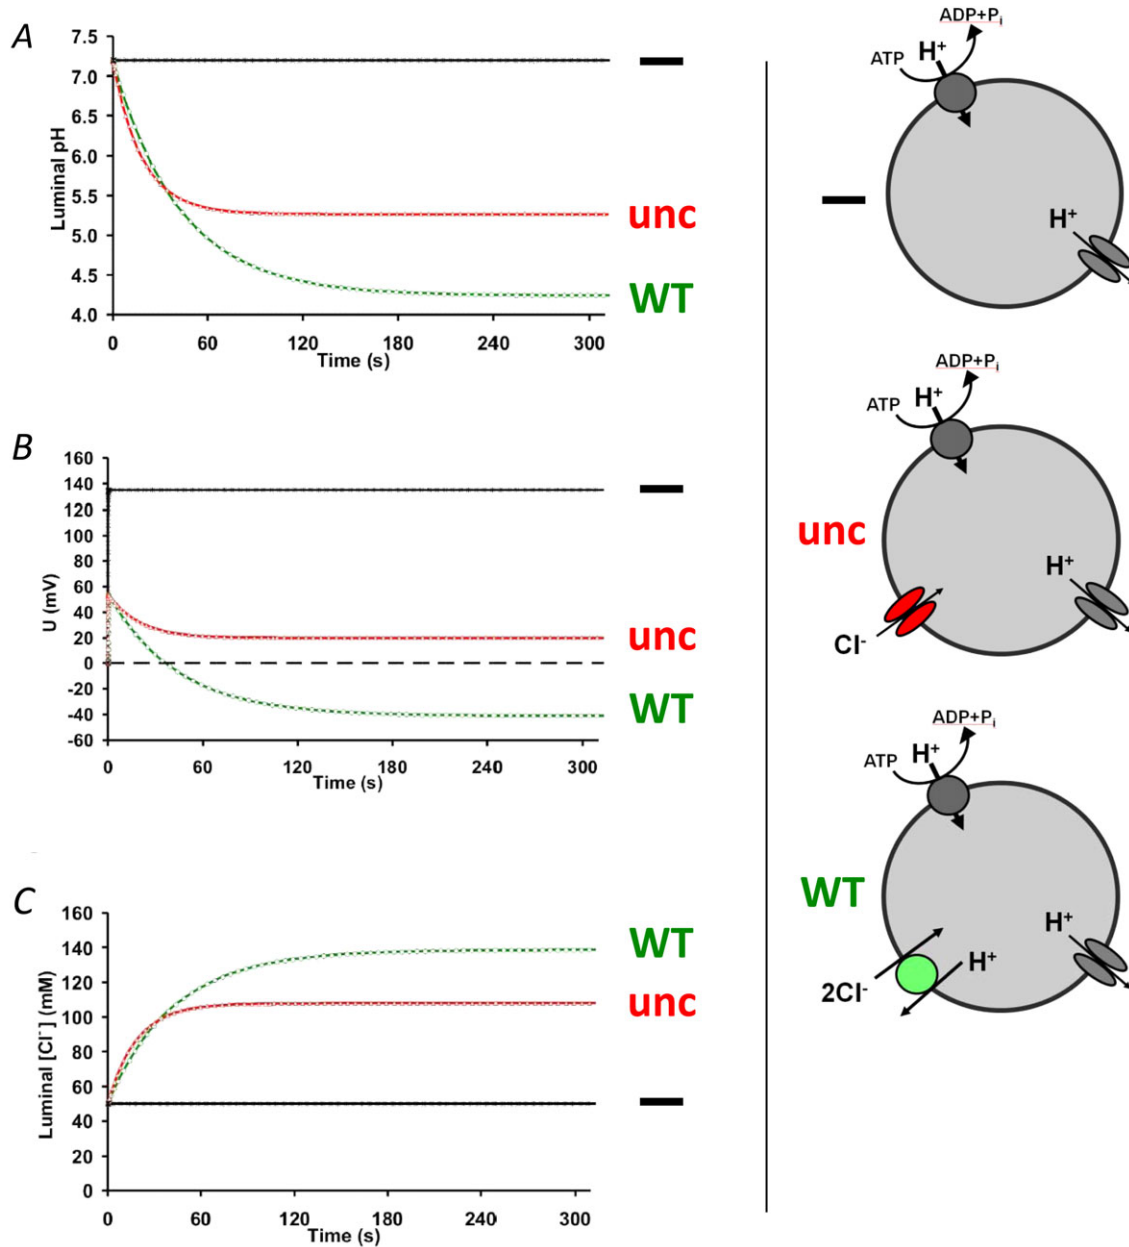 A
7.5
7.0
6.5
6.0
5.5
5.0
4.5
4.0
Luminal pH
0 60 120 180 240 300
Time (s)
unc
WT
B
160
140
120
100
80
60
40
20
0
-20
-40
-60
U (mV)
0 60 120 180 240 300
Time (s)
unc
WT
C
160
140
120
100
80
60
40
20
0
Luminal [Cl⁻] (mM)
0 60 120 180 240 300
Time (s)
WT
unc
ADP+Pi
ATP H⁺
H⁺
ADP+Pi
ATP H⁺
unc
H⁺
Cl⁻
ADP+Pi
ATP H⁺
WT
H⁺
H⁺
2Cl⁻